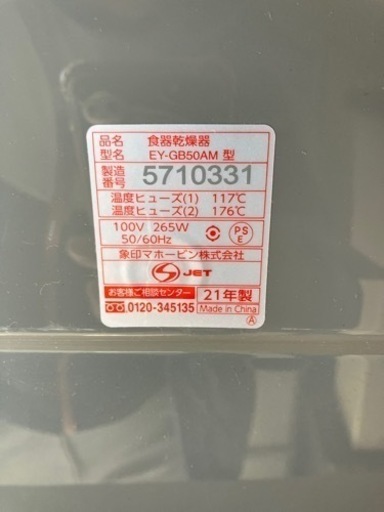 品名 食器乾燥器
型名 EY-GB50AM 型
製造番号 5710331
温度ヒューズ(1) 117℃
温度ヒューズ(2) 176℃
100V 265W
50/60Hz
PSE
象印マホービン株式会社
S JET
お客様ご相談センター
0120-345135
21年製
Made in China
Ⓐ